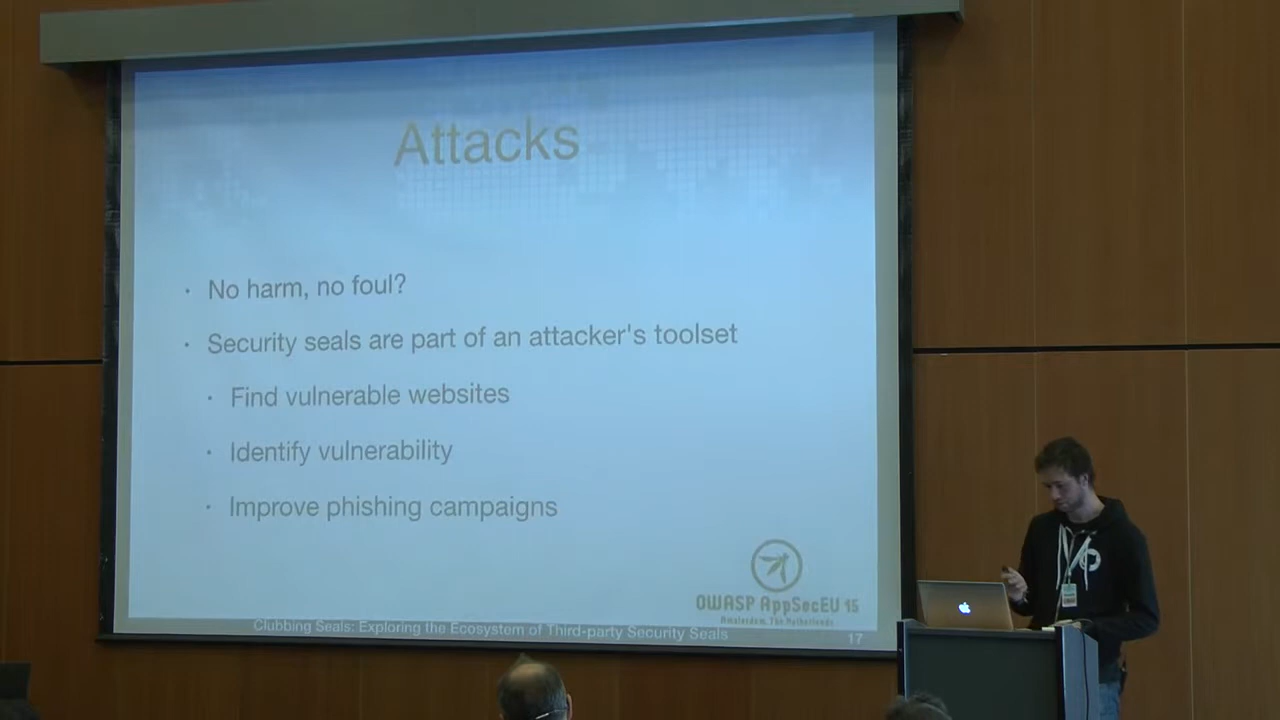 Attacks
· No harm, no foul?
· Security seals are part of an attacker's toolset
· Find vulnerable websites
· Identify vulnerability
· Improve phishing campaigns
OWASP AppSecEU 15
Amsterdam, The Netherlands
Clubbing Seals: Exploring the Ecosystem of Third-party Security Seals
17